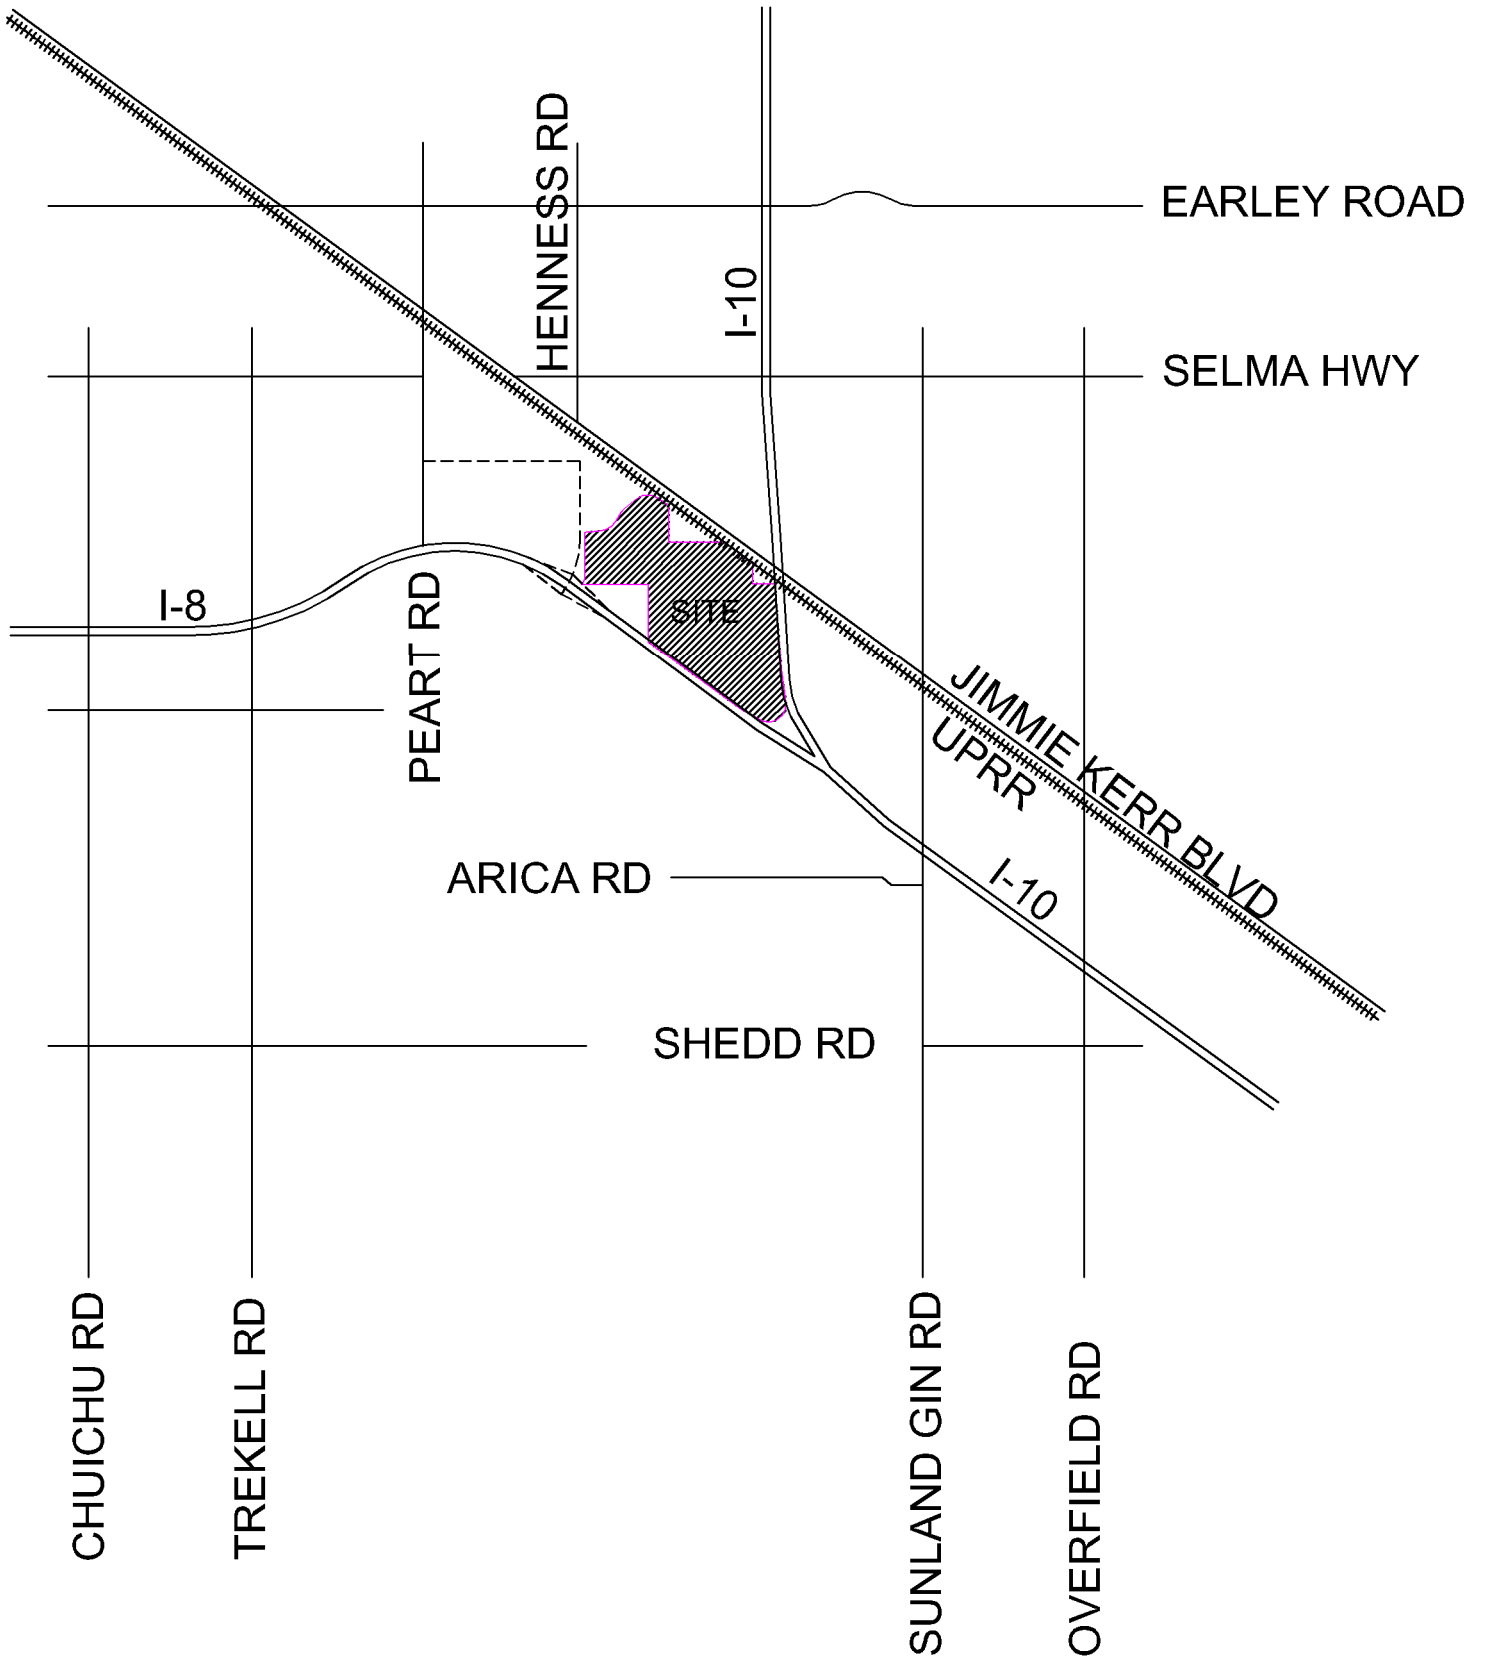 HENNESS RD
EARLEY ROAD
I-10
SELMA HWY
I-8
SITE
PEART RD
JIMMIE KERR BLVD
UPRR
ARICA RD
I-10
SHEDD RD
CHUICHU RD
TREKELL RD
SUNLAND GIN RD
OVERFIELD RD